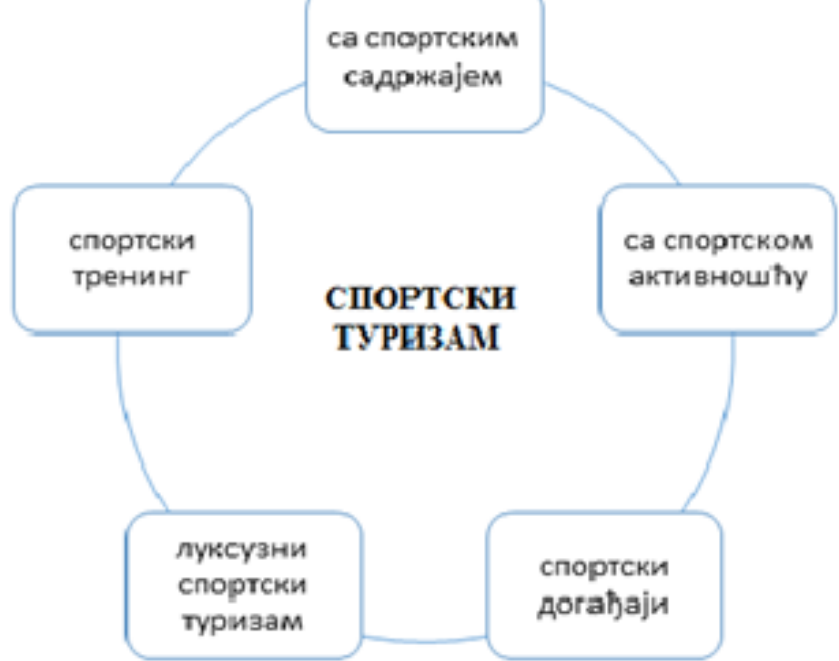 са спортским
садржајем
са спортском
активношћу
спортски
догађаји
луксузни
спортски
туризам
спортски
тренинг
СПОРТСКИ
ТУРИЗАМ